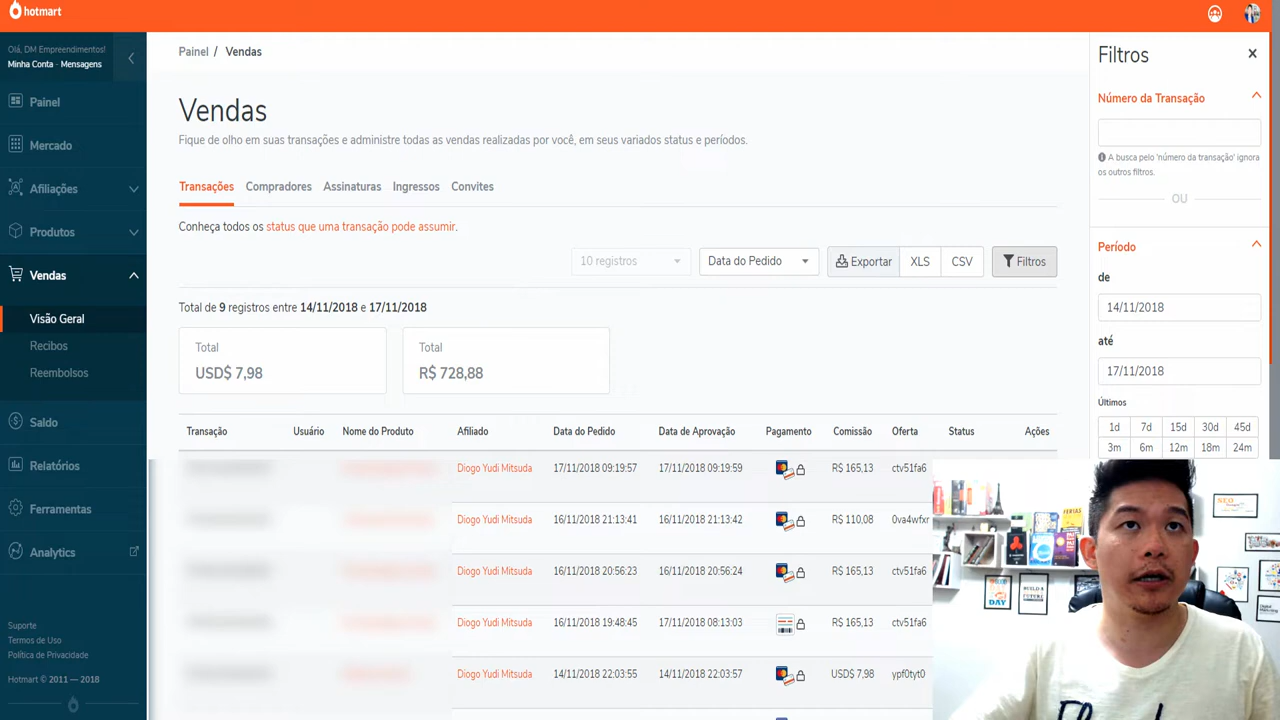 hotmart
Olá, DM Empreendimentos!
Minha Conta - Mensagens
Painel
Mercado
Afiliações
Produtos
Vendas
Visão Geral
Recibos
Reembolsos
Saldo
Relatórios
Ferramentas
Analytics
Suporte
Termos de Uso
Política de Privacidade
Hotmart © 2011 — 2018
Painel / Vendas
Vendas
Fique de olho em suas transações e administre todas as vendas realizadas por você, em seus variados status e períodos.
Transações Compradores Assinaturas Ingressos Convites
Conheça todos os status que uma transação pode assumir.
10 registros Data do Pedido Exportar XLS CSV Filtros
Total de 9 registros entre 14/11/2018 e 17/11/2018
Total Total
USD$ 7,98 R$ 728,88
Transação Usuário Nome do Produto Afiliado Data do Pedido Data de Aprovação Pagamento Comissão Oferta Status Ações
Diogo Yudi Mitsuda 17/11/2018 09:19:57 17/11/2018 09:19:59 R$ 165,13 ctv51fa6
Diogo Yudi Mitsuda 16/11/2018 21:13:41 16/11/2018 21:13:42 R$ 110,08 0va4wfxr
Diogo Yudi Mitsuda 16/11/2018 20:56:23 16/11/2018 20:56:24 R$ 165,13 ctv51fa6
Diogo Yudi Mitsuda 16/11/2018 19:48:45 17/11/2018 08:13:03 R$ 165,13 ctv51fa6
Diogo Yudi Mitsuda 14/11/2018 22:03:55 14/11/2018 22:03:57 USD$ 7,98 ypf0tyt0
Filtros
Número da Transação
A busca pelo 'número da transação' ignora
os outros filtros.
OU
Período
de
14/11/2018
até
17/11/2018
Últimos
1d 7d 15d 30d 45d
3m 6m 12m 18m 24m
SEO
FÉRIAS
DAY
BUILD A
FUTURE